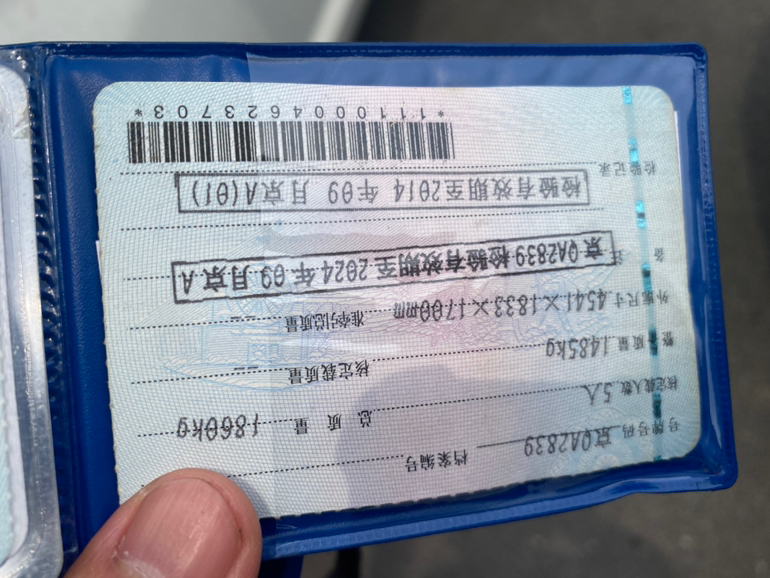 号牌号码 京QA2839 档案编号
核定载人数 5人 总质量 1860kg
整备质量 1485kg 核定载质量 --
外廓尺寸 4541×1833×1700mm 准牵引总质量 --
备 京QA2839 检验有效期至2024年09月京A
检验记录
检验有效期至2014年09月京A(01)
*1110004623703*